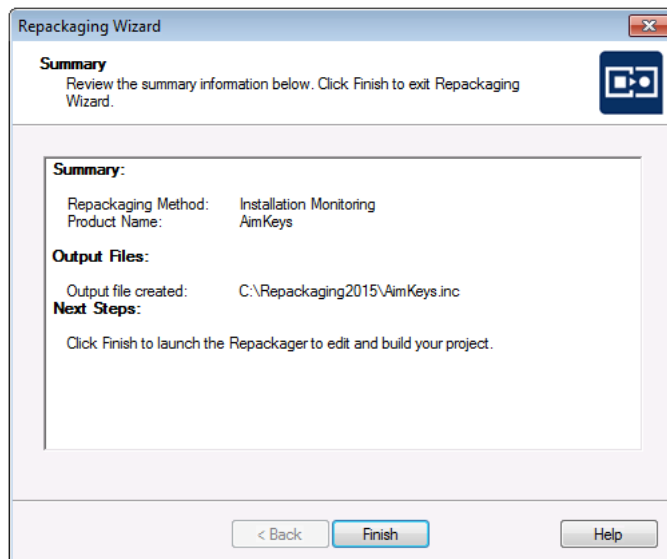 Repackaging Wizard
Summary
Review the summary information below. Click Finish to exit Repackaging
Wizard.
Summary:
Repackaging Method: Installation Monitoring
Product Name: AimKeys
Output Files:
Output file created: C:\Repackaging2015\AimKeys.inc
Next Steps:
Click Finish to launch the Repackager to edit and build your project.
< Back Finish Help